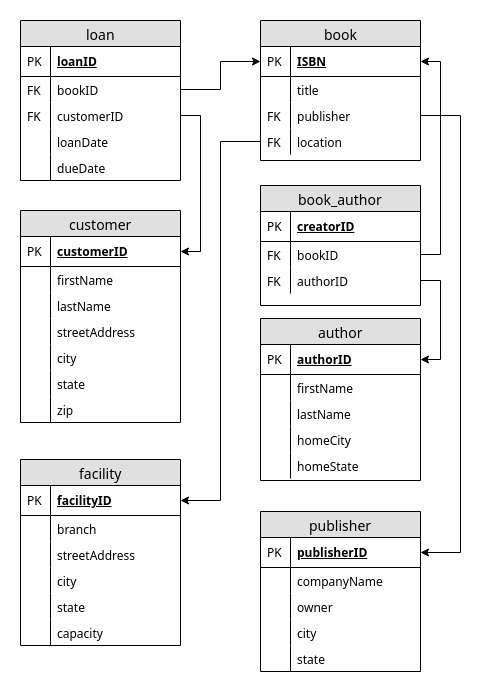 loan
PK loanID
FK bookID
FK customerID
loanDate
dueDate
customer
PK customerID
firstName
lastName
streetAddress
city
state
zip
facility
PK facilityID
branch
streetAddress
city
state
capacity
book
PK ISBN
title
FK publisher
FK location
book_author
PK creatorID
FK bookID
FK authorID
author
PK authorID
firstName
lastName
homeCity
homeState
publisher
PK publisherID
companyName
owner
city
state